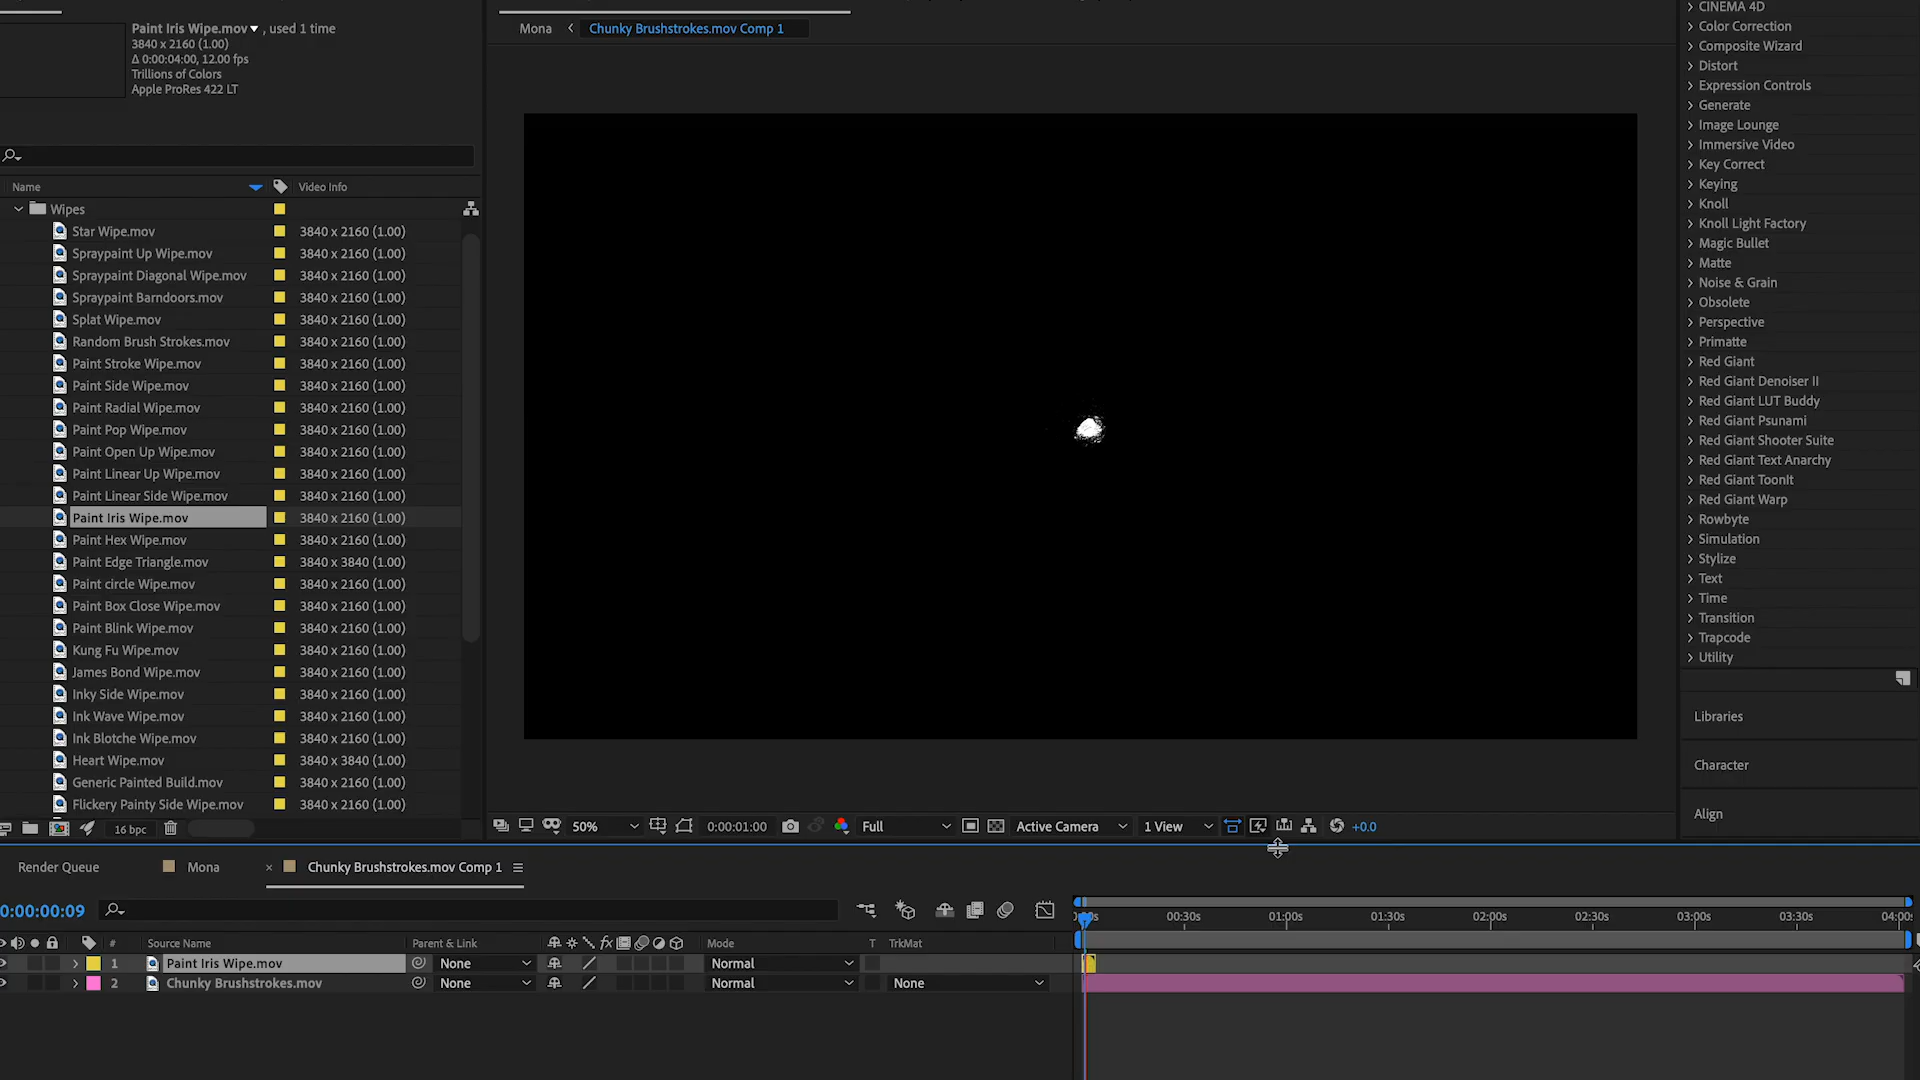 Paint Iris Wipe.mov , used 1 time
3840 x 2160 (1.00)
Δ 0:00:04:00, 12.00 fps
Trillions of Colors
Apple ProRes 422 LT
Name Video Info
Wipes
Star Wipe.mov 3840 x 2160 (1.00)
Spraypaint Up Wipe.mov 3840 x 2160 (1.00)
Spraypaint Diagonal Wipe.mov 3840 x 2160 (1.00)
Spraypaint Barndoors.mov 3840 x 2160 (1.00)
Splat Wipe.mov 3840 x 2160 (1.00)
Random Brush Strokes.mov 3840 x 2160 (1.00)
Paint Stroke Wipe.mov 3840 x 2160 (1.00)
Paint Side Wipe.mov 3840 x 2160 (1.00)
Paint Radial Wipe.mov 3840 x 2160 (1.00)
Paint Pop Wipe.mov 3840 x 2160 (1.00)
Paint Open Up Wipe.mov 3840 x 2160 (1.00)
Paint Linear Up Wipe.mov 3840 x 2160 (1.00)
Paint Linear Side Wipe.mov 3840 x 2160 (1.00)
Paint Iris Wipe.mov 3840 x 2160 (1.00)
Paint Hex Wipe.mov 3840 x 2160 (1.00)
Paint Edge Triangle.mov 3840 x 3840 (1.00)
Paint circle Wipe.mov 3840 x 2160 (1.00)
Paint Box Close Wipe.mov 3840 x 2160 (1.00)
Paint Blink Wipe.mov 3840 x 2160 (1.00)
Kung Fu Wipe.mov 3840 x 2160 (1.00)
James Bond Wipe.mov 3840 x 2160 (1.00)
Inky Side Wipe.mov 3840 x 2160 (1.00)
Ink Wave Wipe.mov 3840 x 2160 (1.00)
Ink Blotche Wipe.mov 3840 x 2160 (1.00)
Heart Wipe.mov 3840 x 3840 (1.00)
Generic Painted Build.mov 3840 x 2160 (1.00)
Flickery Painty Side Wipe.mov 3840 x 2160 (1.00)
16 bpc
Mona Chunky Brushstrokes.mov Comp 1
50% 0:00:01:00 Full Active Camera 1 View +0.0
CINEMA 4D
Color Correction
Composite Wizard
Distort
Expression Controls
Generate
Image Lounge
Immersive Video
Key Correct
Keying
Knoll
Knoll Light Factory
Magic Bullet
Matte
Noise & Grain
Obsolete
Perspective
Primatte
Red Giant
Red Giant Denoiser II
Red Giant LUT Buddy
Red Giant Psunami
Red Giant Shooter Suite
Red Giant Text Anarchy
Red Giant ToonIt
Red Giant Warp
Rowbyte
Simulation
Stylize
Text
Time
Transition
Trapcode
Utility
Libraries
Character
Align
Render Queue Mona Chunky Brushstrokes.mov Comp 1
0:00:00:09
00:30s 01:00s 01:30s 02:00s 02:30s 03:00s 03:30s 04:00
# Source Name Parent & Link fx Mode T TrkMat
1 Paint Iris Wipe.mov None Normal
2 Chunky Brushstrokes.mov None Normal None